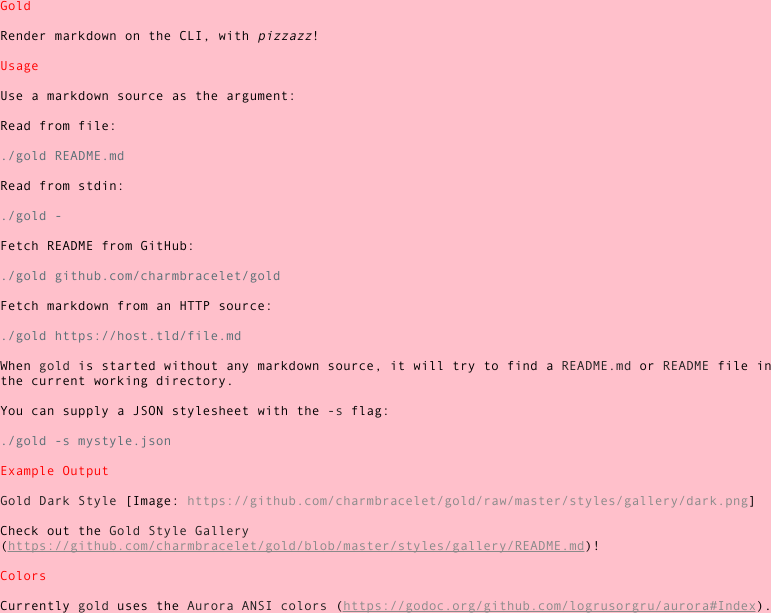 Gold
Render markdown on the CLI, with pizzazz!
Usage
Use a markdown source as the argument:
Read from file:
./gold README.md
Read from stdin:
./gold -
Fetch README from GitHub:
./gold github.com/charmbracelet/gold
Fetch markdown from an HTTP source:
./gold https://host.tld/file.md
When gold is started without any markdown source, it will try to find a README.md or README file in
the current working directory.
You can supply a JSON stylesheet with the -s flag:
./gold -s mystyle.json
Example Output
Gold Dark Style [Image: https://github.com/charmbracelet/gold/raw/master/styles/gallery/dark.png]
Check out the Gold Style Gallery
(https://github.com/charmbracelet/gold/blob/master/styles/gallery/README.md)!
Colors
Currently gold uses the Aurora ANSI colors (https://godoc.org/github.com/logrusorgru/aurora#Index).